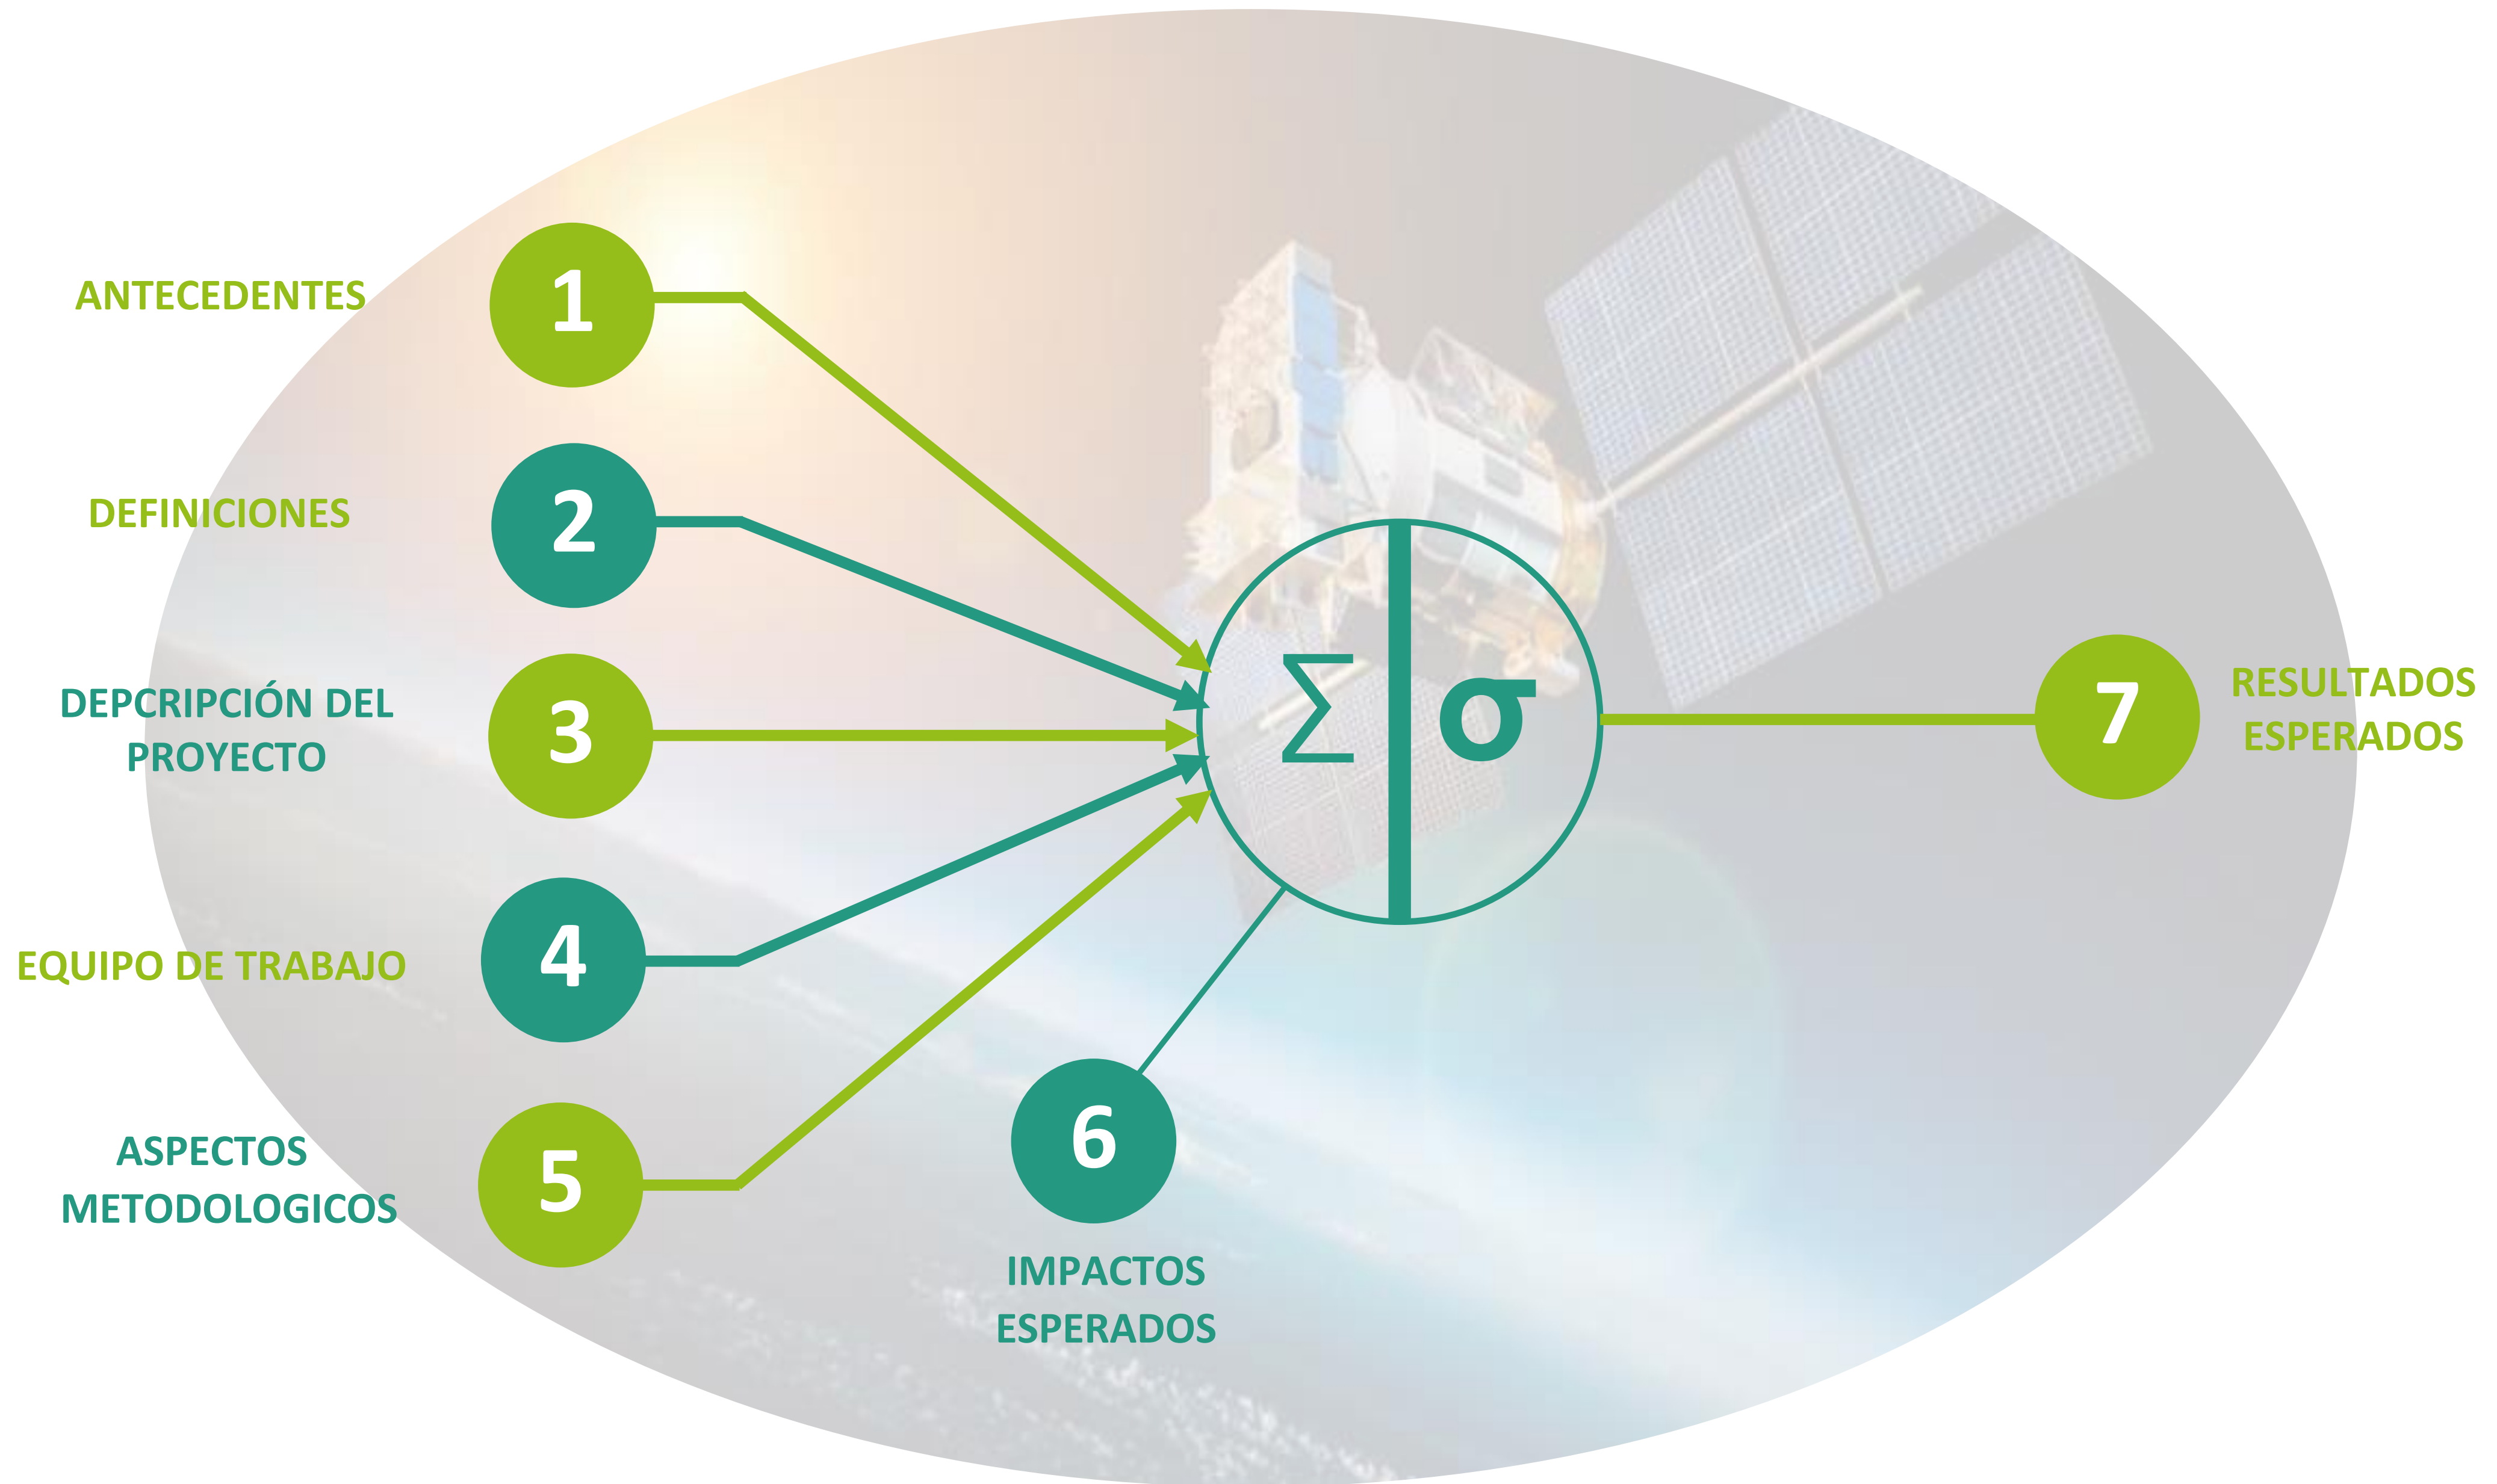 ANTECEDENTES
1
DEFINICIONES
2
DEPCRIPCIÓN DEL
PROYECTO
3
EQUIPO DE TRABAJO
4
ASPECTOS
METODOLOGICOS
5
∑ σ
6
IMPACTOS
ESPERADOS
7
RESULTADOS
ESPERADOS